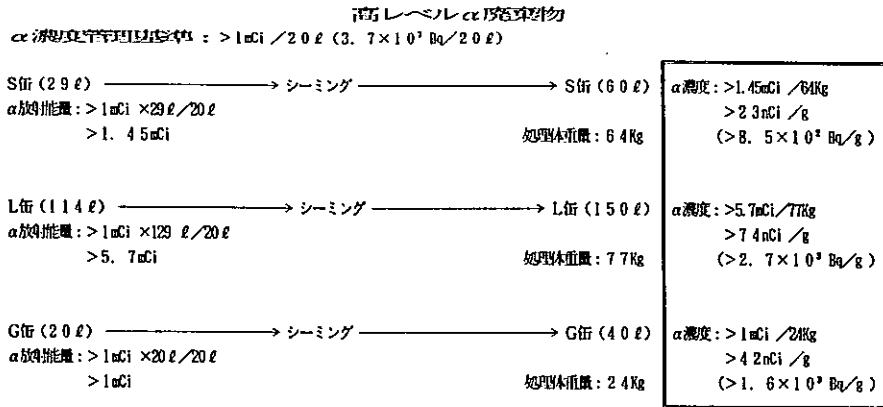 高レベルα廃棄物
α濃度管理基準：＞1mCi／20ℓ (3．7×10⁷ Bq/20ℓ)
S缶(29ℓ) → シーミング → S缶(60ℓ)
α放射能量：＞1mCi ×29ℓ/20ℓ
＞1．45mCi
処理体重量：64Kg
α濃度：＞1.45mCi ／64Kg
＞23nCi ／g
(＞8．5×10² Bq/g )
L缶(114ℓ) → シーミング → L缶(150ℓ)
α放射能量：＞1mCi ×129 ℓ/20ℓ
＞5．7mCi
処理体重量：77Kg
α濃度：＞5.7mCi/77Kg
＞74nCi ／g
(＞2．7×10³ Bq/g )
G缶(20ℓ) → シーミング → G缶(40ℓ)
α放射能量：＞1mCi ×20ℓ/20ℓ
＞1mCi
処理体重量：24Kg
α濃度：＞1mCi ／24Kg
＞42nCi ／g
(＞1．6×10³ Bq/g )